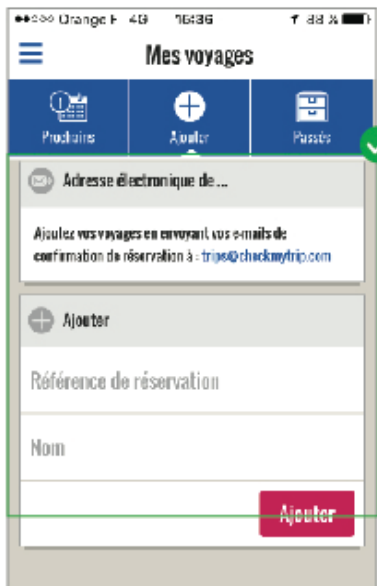 Orange F 4G 16:36 88 %
Mes voyages
Prochains Ajouter Passés
Adresse électronique de ...
Ajoutez vos voyages en envoyant vos e-mails de
confirmation de réservation à : trips@checkmytrip.com
Ajouter
Référence de réservation
Nom
Ajouter